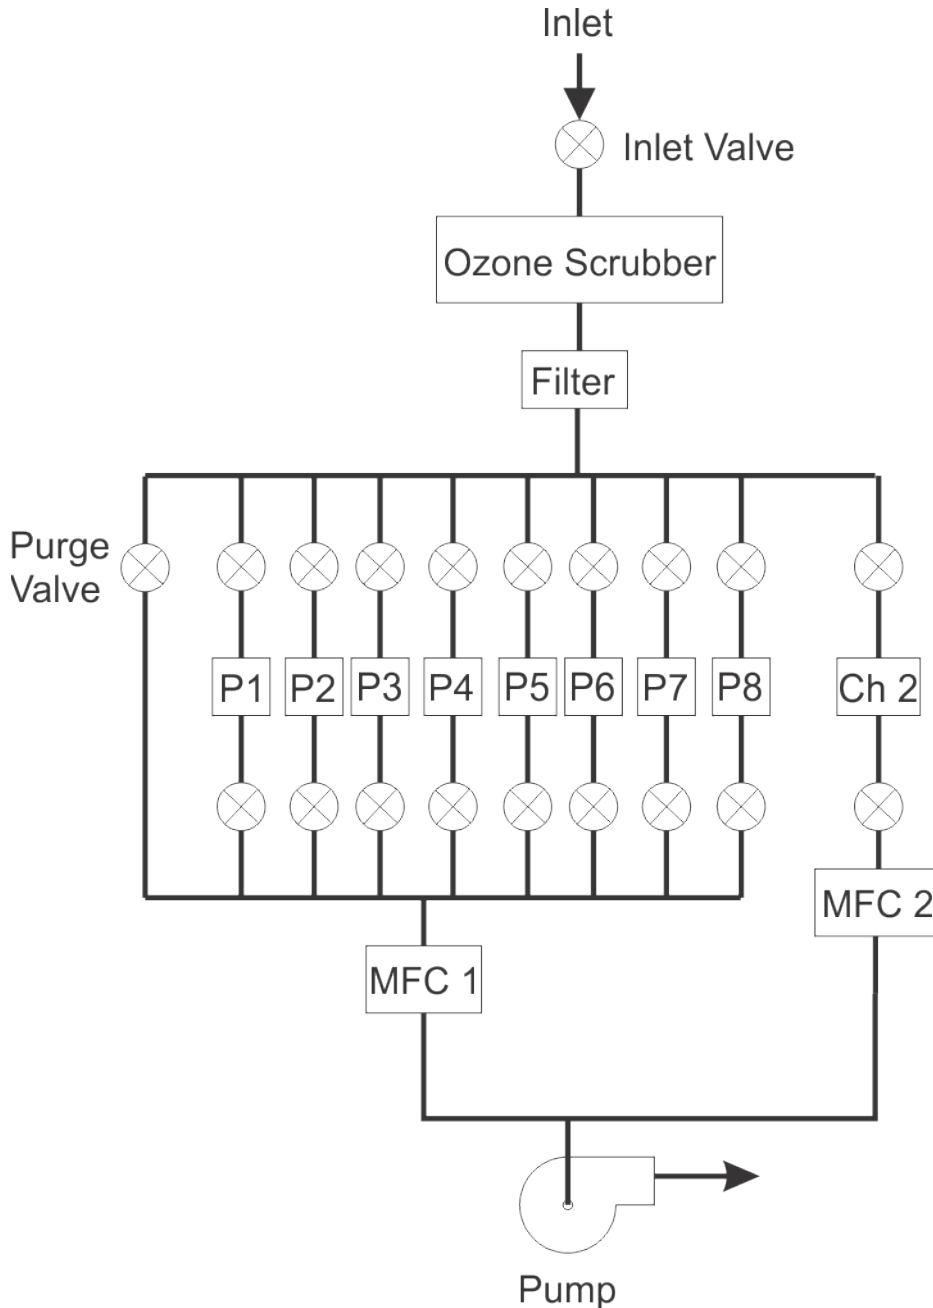 Inlet
Inlet Valve
Ozone Scrubber
Filter
Purge
Valve
P1 P2 P3 P4 P5 P6 P7 P8 Ch 2
MFC 2
MFC 1
Pump